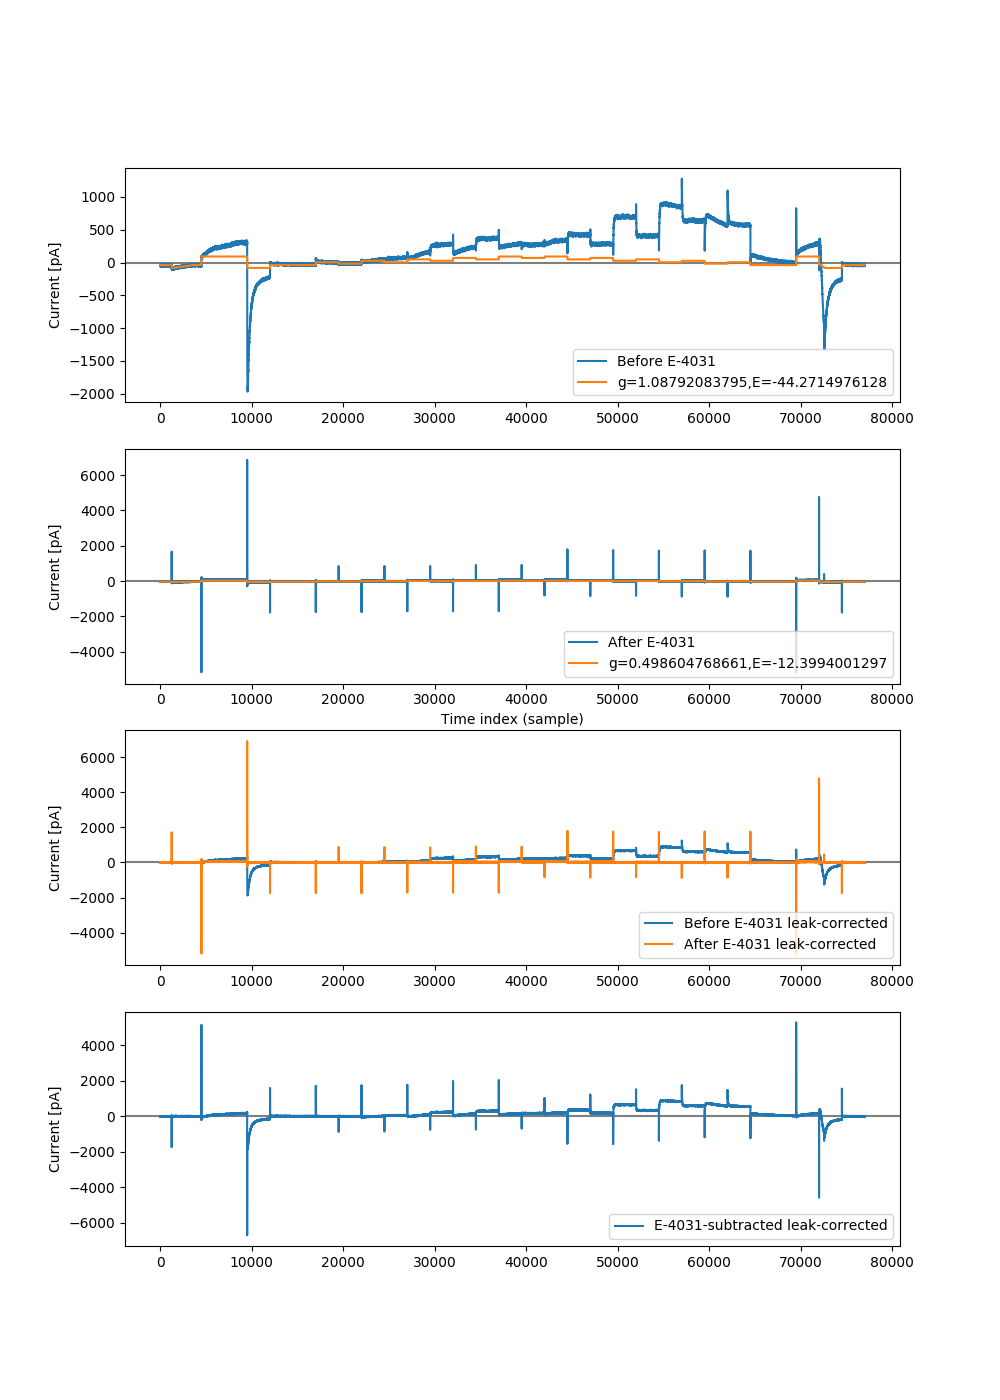 1000
500
0
−500
−1000
−1500
−2000
Current [pA]
Before E-4031
g=1.08792083795,E=-44.2714976128
0 10000 20000 30000 40000 50000 60000 70000 80000
6000
4000
2000
0
−2000
−4000
Current [pA]
After E-4031
g=0.498604768661,E=-12.3994001297
0 10000 20000 30000 40000 50000 60000 70000 80000
Time index (sample)
6000
4000
2000
0
−2000
−4000
Current [pA]
Before E-4031 leak-corrected
After E-4031 leak-corrected
0 10000 20000 30000 40000 50000 60000 70000 80000
4000
2000
0
−2000
−4000
−6000
Current [pA]
E-4031-subtracted leak-corrected
0 10000 20000 30000 40000 50000 60000 70000 80000